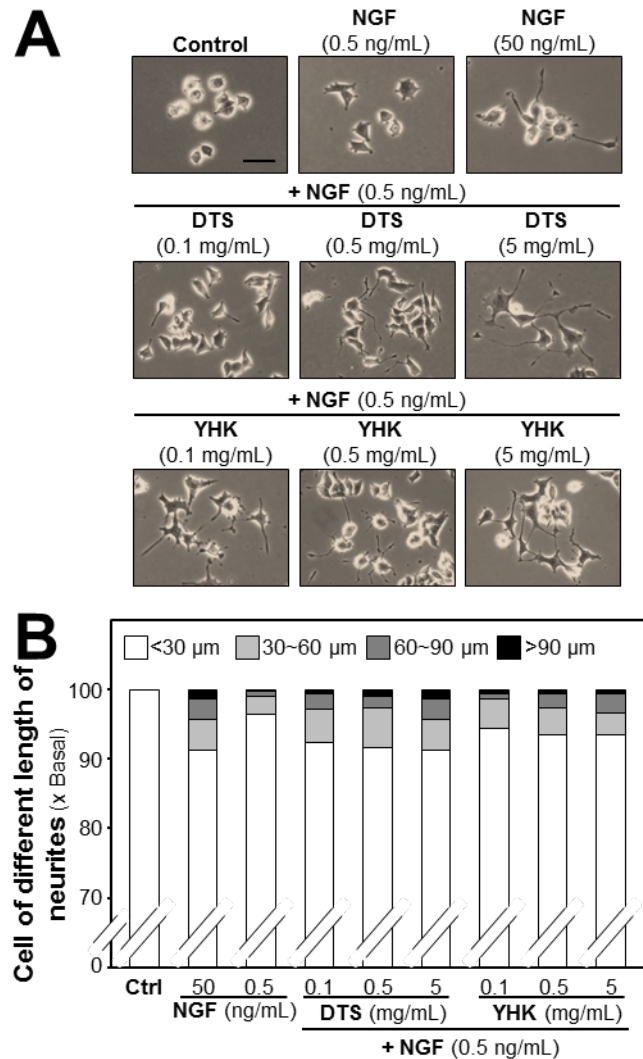 A
Control
NGF
(0.5 ng/mL)
NGF
(50 ng/mL)
+ NGF (0.5 ng/mL)
DTS
(0.1 mg/mL)
DTS
(0.5 mg/mL)
DTS
(5 mg/mL)
+ NGF (0.5 ng/mL)
YHK
(0.1 mg/mL)
YHK
(0.5 mg/mL)
YHK
(5 mg/mL)
B
<30 µm 30~60 µm 60~90 µm >90 µm
Cell of different length of
neurites (x Basal)
100
90
80
70
0
Ctrl 50 0.5 0.1 0.5 5 0.1 0.5 5
NGF (ng/mL) DTS (mg/mL) YHK (mg/mL)
+ NGF (0.5 ng/mL)